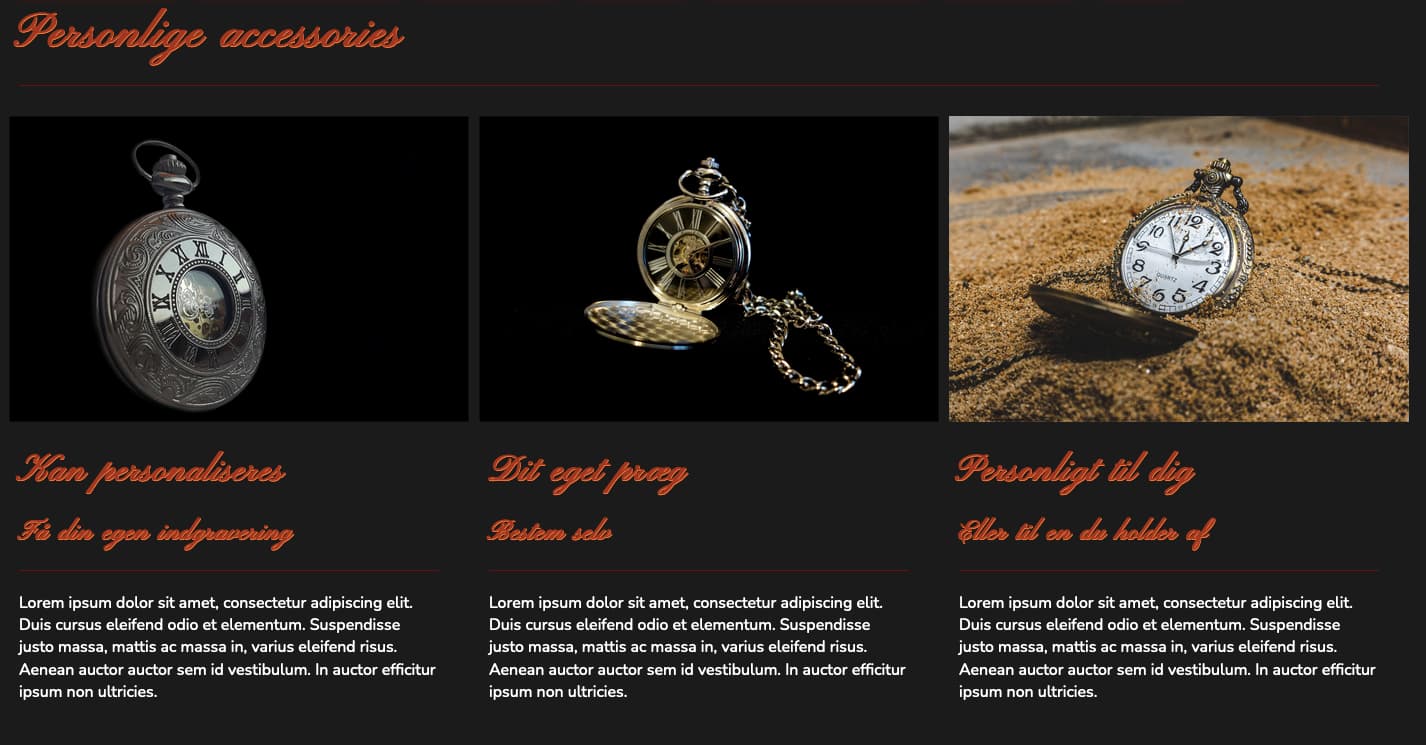 Personlige accessories
Kan personaliseres
Få din egen indgravering
Lorem ipsum dolor sit amet, consectetur adipiscing elit.
Duis cursus eleifend odio et elementum. Suspendisse
justo massa, mattis ac massa in, varius eleifend risus.
Aenean auctor auctor sem id vestibulum. In auctor efficitur
ipsum non ultricies.
Dit eget præg
Bestem selv
Lorem ipsum dolor sit amet, consectetur adipiscing elit.
Duis cursus eleifend odio et elementum. Suspendisse
justo massa, mattis ac massa in, varius eleifend risus.
Aenean auctor auctor sem id vestibulum. In auctor efficitur
ipsum non ultricies.
QUARTZ
Personligt til dig
Eller til en du holder af
Lorem ipsum dolor sit amet, consectetur adipiscing elit.
Duis cursus eleifend odio et elementum. Suspendisse
justo massa, mattis ac massa in, varius eleifend risus.
Aenean auctor auctor sem id vestibulum. In auctor efficitur
ipsum non ultricies.